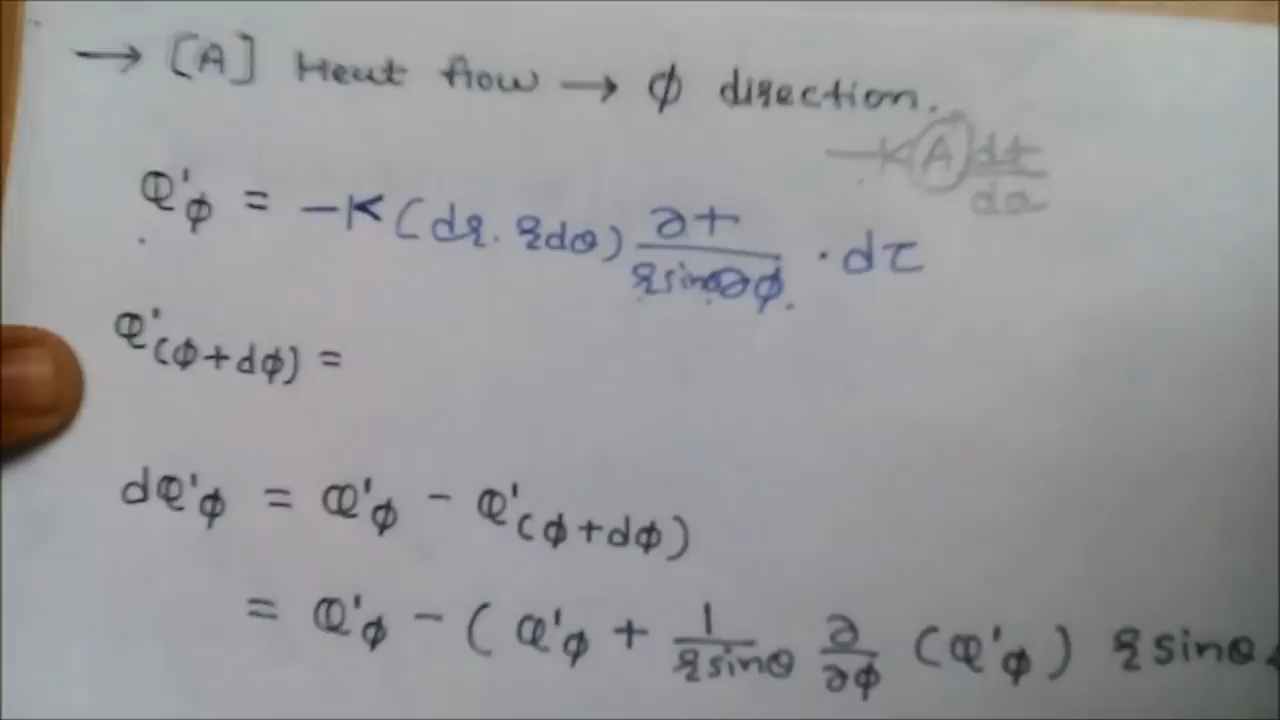 → [A] Heat flow → ϕ direction.
-K A dt/dx
Q'ϕ = -K (dr. rdθ) ∂t/rsinθ∂ϕ. · dτ
Q'(ϕ+dϕ) =
dQ'ϕ = Q'ϕ - Q'(ϕ+dϕ)
= Q'ϕ - (Q'ϕ + 1/rsinθ ∂/∂ϕ (Q'ϕ) rsinθ